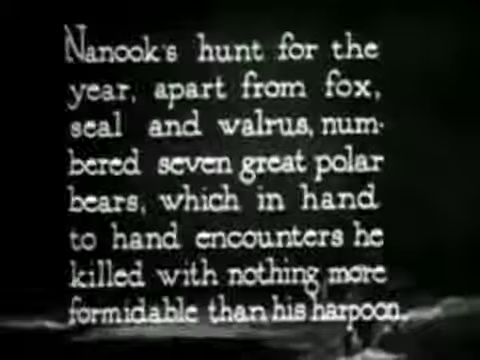 Nanook's hunt for the
year, apart from fox,
seal and walrus, num-
bered seven great polar
bears, which in hand
to hand encounters he
killed with nothing more
formidable than his harpoon.